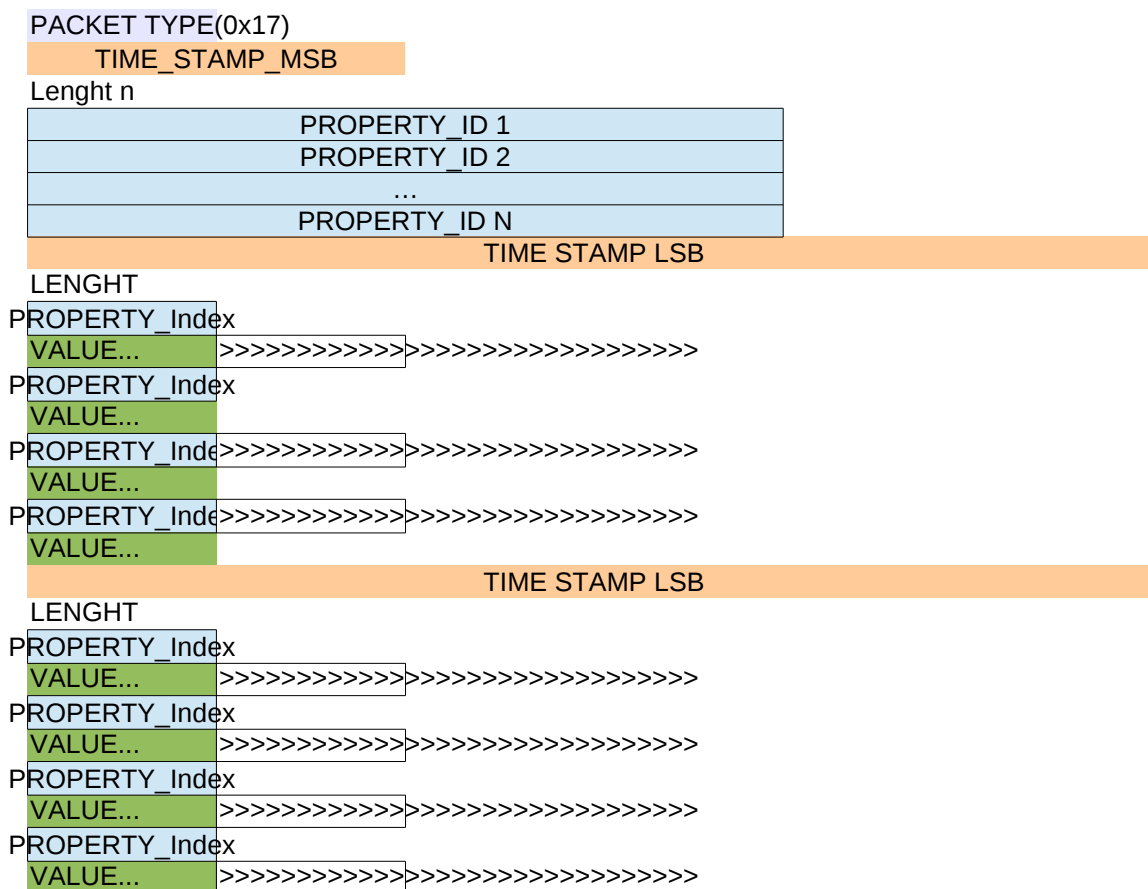 PACKET TYPE(0x17)
TIME_STAMP_MSB
Lenght n
PROPERTY_ID 1
PROPERTY_ID 2
…
PROPERTY_ID N
TIME STAMP LSB
LENGHT
PROPERTY_Index
VALUE... >>>>>>>>>>>>>>>>>>>>>>>>>>>>>>>
PROPERTY_Index
VALUE...
PROPERTY_Inde>>>>>>>>>>>>>>>>>>>>>>>>>>>>>>>
VALUE...
PROPERTY_Inde>>>>>>>>>>>>>>>>>>>>>>>>>>>>>>>
VALUE...
TIME STAMP LSB
LENGHT
PROPERTY_Index
VALUE... >>>>>>>>>>>>>>>>>>>>>>>>>>>>>>>
PROPERTY_Index
VALUE... >>>>>>>>>>>>>>>>>>>>>>>>>>>>>>>
PROPERTY_Index
VALUE... >>>>>>>>>>>>>>>>>>>>>>>>>>>>>>>
PROPERTY_Index
VALUE... >>>>>>>>>>>>>>>>>>>>>>>>>>>>>>>